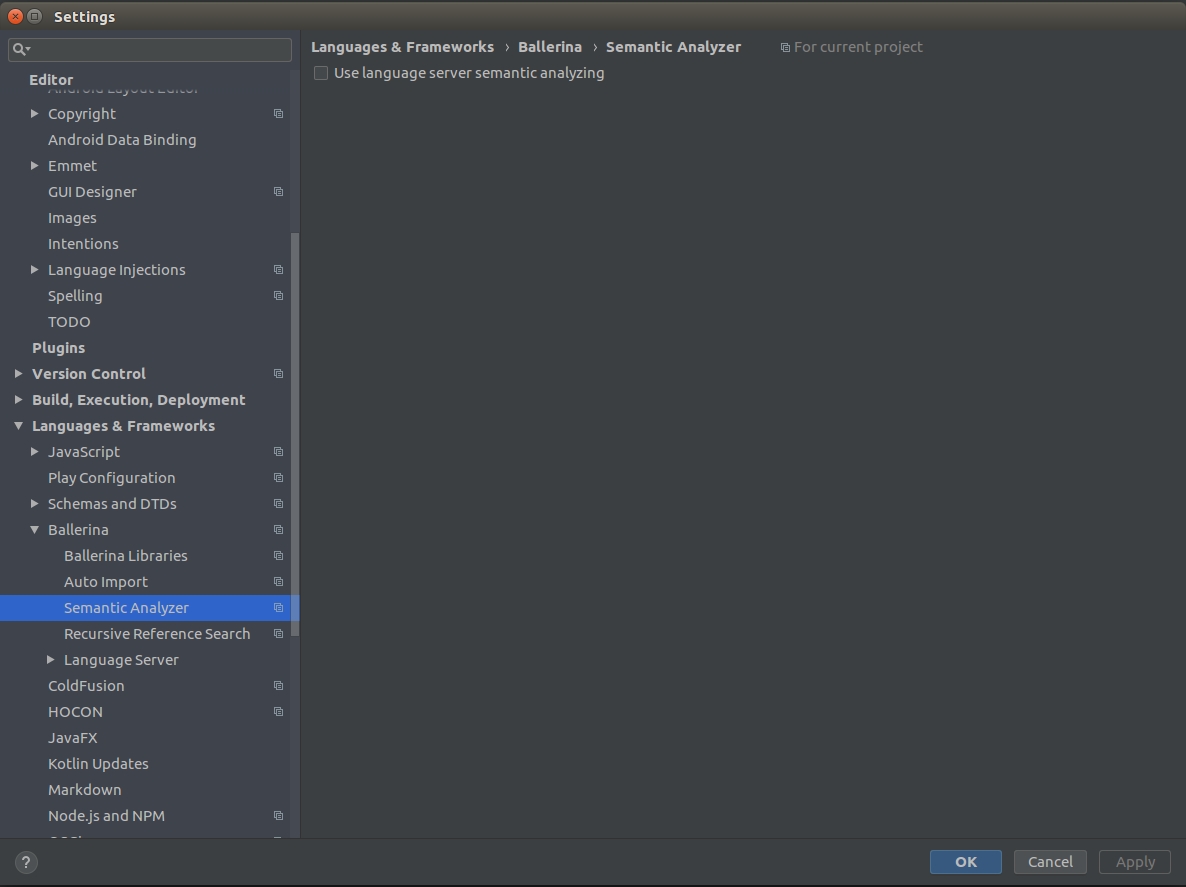 Settings
Languages & Frameworks › Ballerina › Semantic Analyzer For current project
Use language server semantic analyzing
Editor
Android Layout Editor
Copyright
Android Data Binding
Emmet
GUI Designer
Images
Intentions
Language Injections
Spelling
TODO
Plugins
Version Control
Build, Execution, Deployment
Languages & Frameworks
JavaScript
Play Configuration
Schemas and DTDs
Ballerina
Ballerina Libraries
Auto Import
Semantic Analyzer
Recursive Reference Search
Language Server
ColdFusion
HOCON
JavaFX
Kotlin Updates
Markdown
Node.js and NPM
?
OK
Cancel
Apply